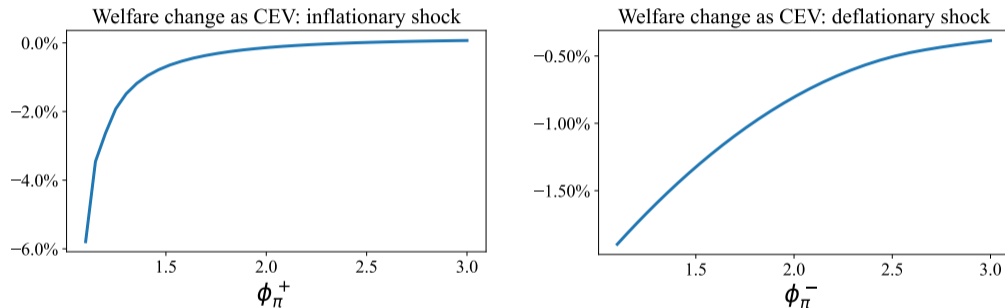 Welfare change as CEV: inflationary shock
0.0%
−2.0%
−4.0%
−6.0%
1.5 2.0 2.5 3.0
ϕπ+
Welfare change as CEV: deflationary shock
−0.50%
−1.00%
−1.50%
1.5 2.0 2.5 3.0
ϕπ−